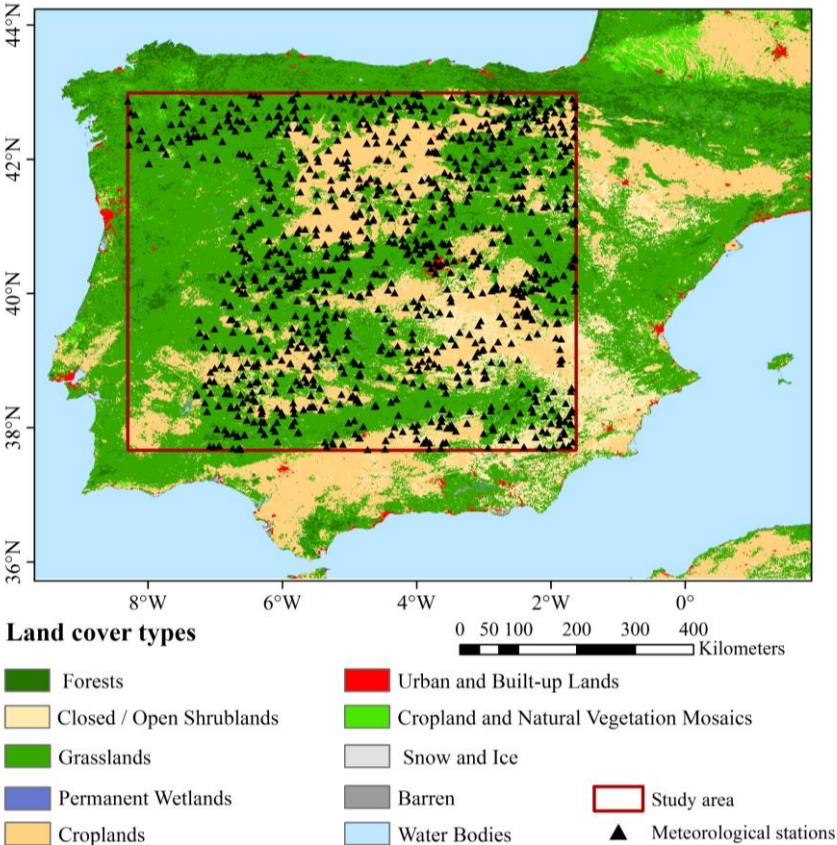 44°N
42°N
40°N
38°N
36°N
8°W 6°W 4°W 2°W 0°
Land cover types
0 50 100 200 300 400
Kilometers
Forests
Closed / Open Shrublands
Grasslands
Permanent Wetlands
Croplands
Urban and Built-up Lands
Cropland and Natural Vegetation Mosaics
Snow and Ice
Barren
Water Bodies
Study area
Meteorological stations